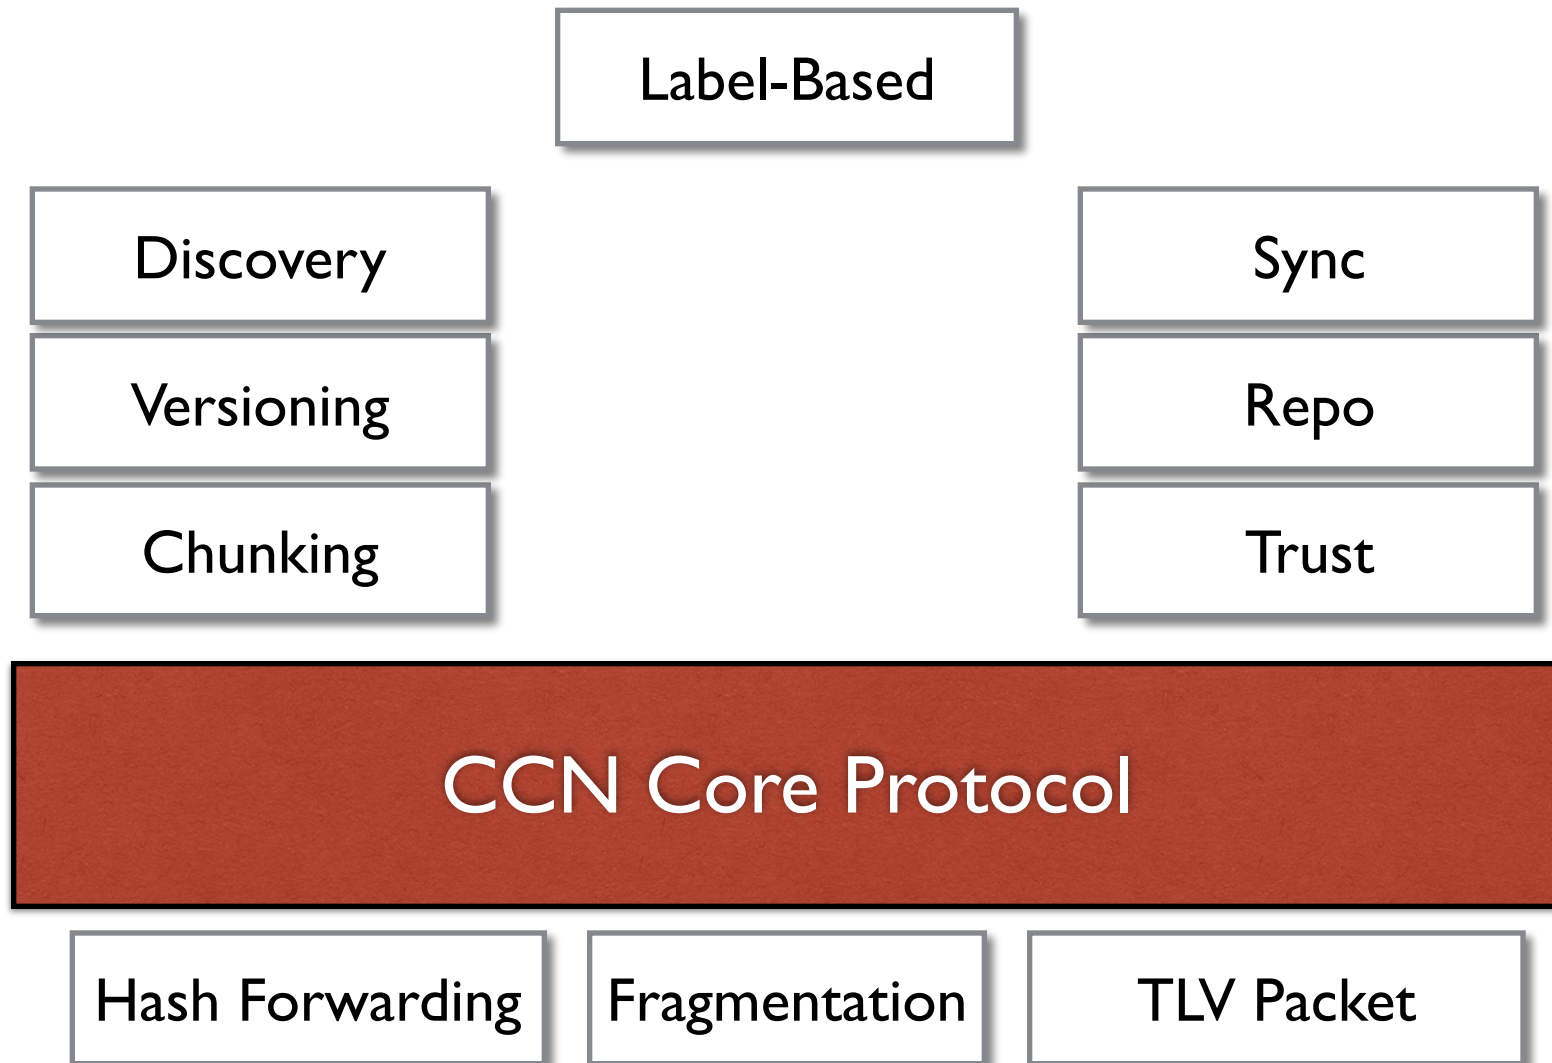 Label-Based
Discovery
Sync
Versioning
Repo
Chunking
Trust
CCN Core Protocol
Hash Forwarding
Fragmentation
TLV Packet